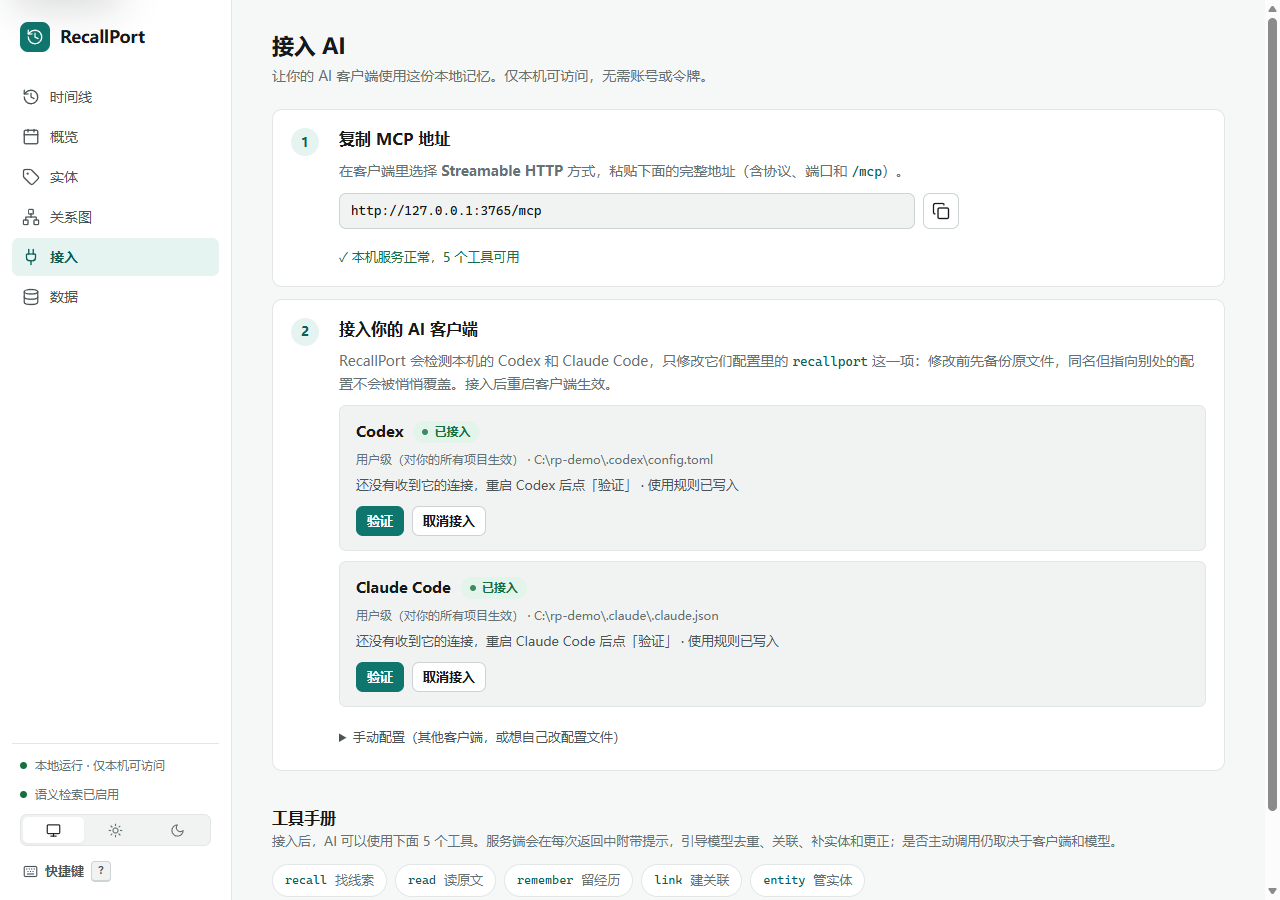 RecallPort
时间线
概览
实体
关系图
接入
数据
本地运行 · 仅本机可访问
语义检索已启用
快捷键 ?
接入 AI
让你的 AI 客户端使用这份本地记忆。仅本机可访问，无需账号或令牌。
1 复制 MCP 地址
在客户端里选择 Streamable HTTP 方式，粘贴下面的完整地址（含协议、端口和 /mcp）。
http://127.0.0.1:3765/mcp
✓ 本机服务正常，5 个工具可用
2 接入你的 AI 客户端
RecallPort 会检测本机的 Codex 和 Claude Code，只修改它们配置里的 recallport 这一项：修改前先备份原文件，同名但指向别处的配
置不会被悄悄覆盖。接入后重启客户端生效。
Codex 已接入
用户级（对你的所有项目生效） · C:\rp-demo\.codex\config.toml
还没有收到它的连接，重启 Codex 后点「验证」 · 使用规则已写入
验证 取消接入
Claude Code 已接入
用户级（对你的所有项目生效） · C:\rp-demo\.claude\.claude.json
还没有收到它的连接，重启 Claude Code 后点「验证」 · 使用规则已写入
验证 取消接入
▶ 手动配置（其他客户端，或想自己改配置文件）
工具手册
接入后，AI 可以使用下面 5 个工具。服务端会在每次返回中附带提示，引导模型去重、关联、补实体和更正；是否主动调用仍取决于客户端和模型。
recall 找线索 read 读原文 remember 留经历 link 建关联 entity 管实体